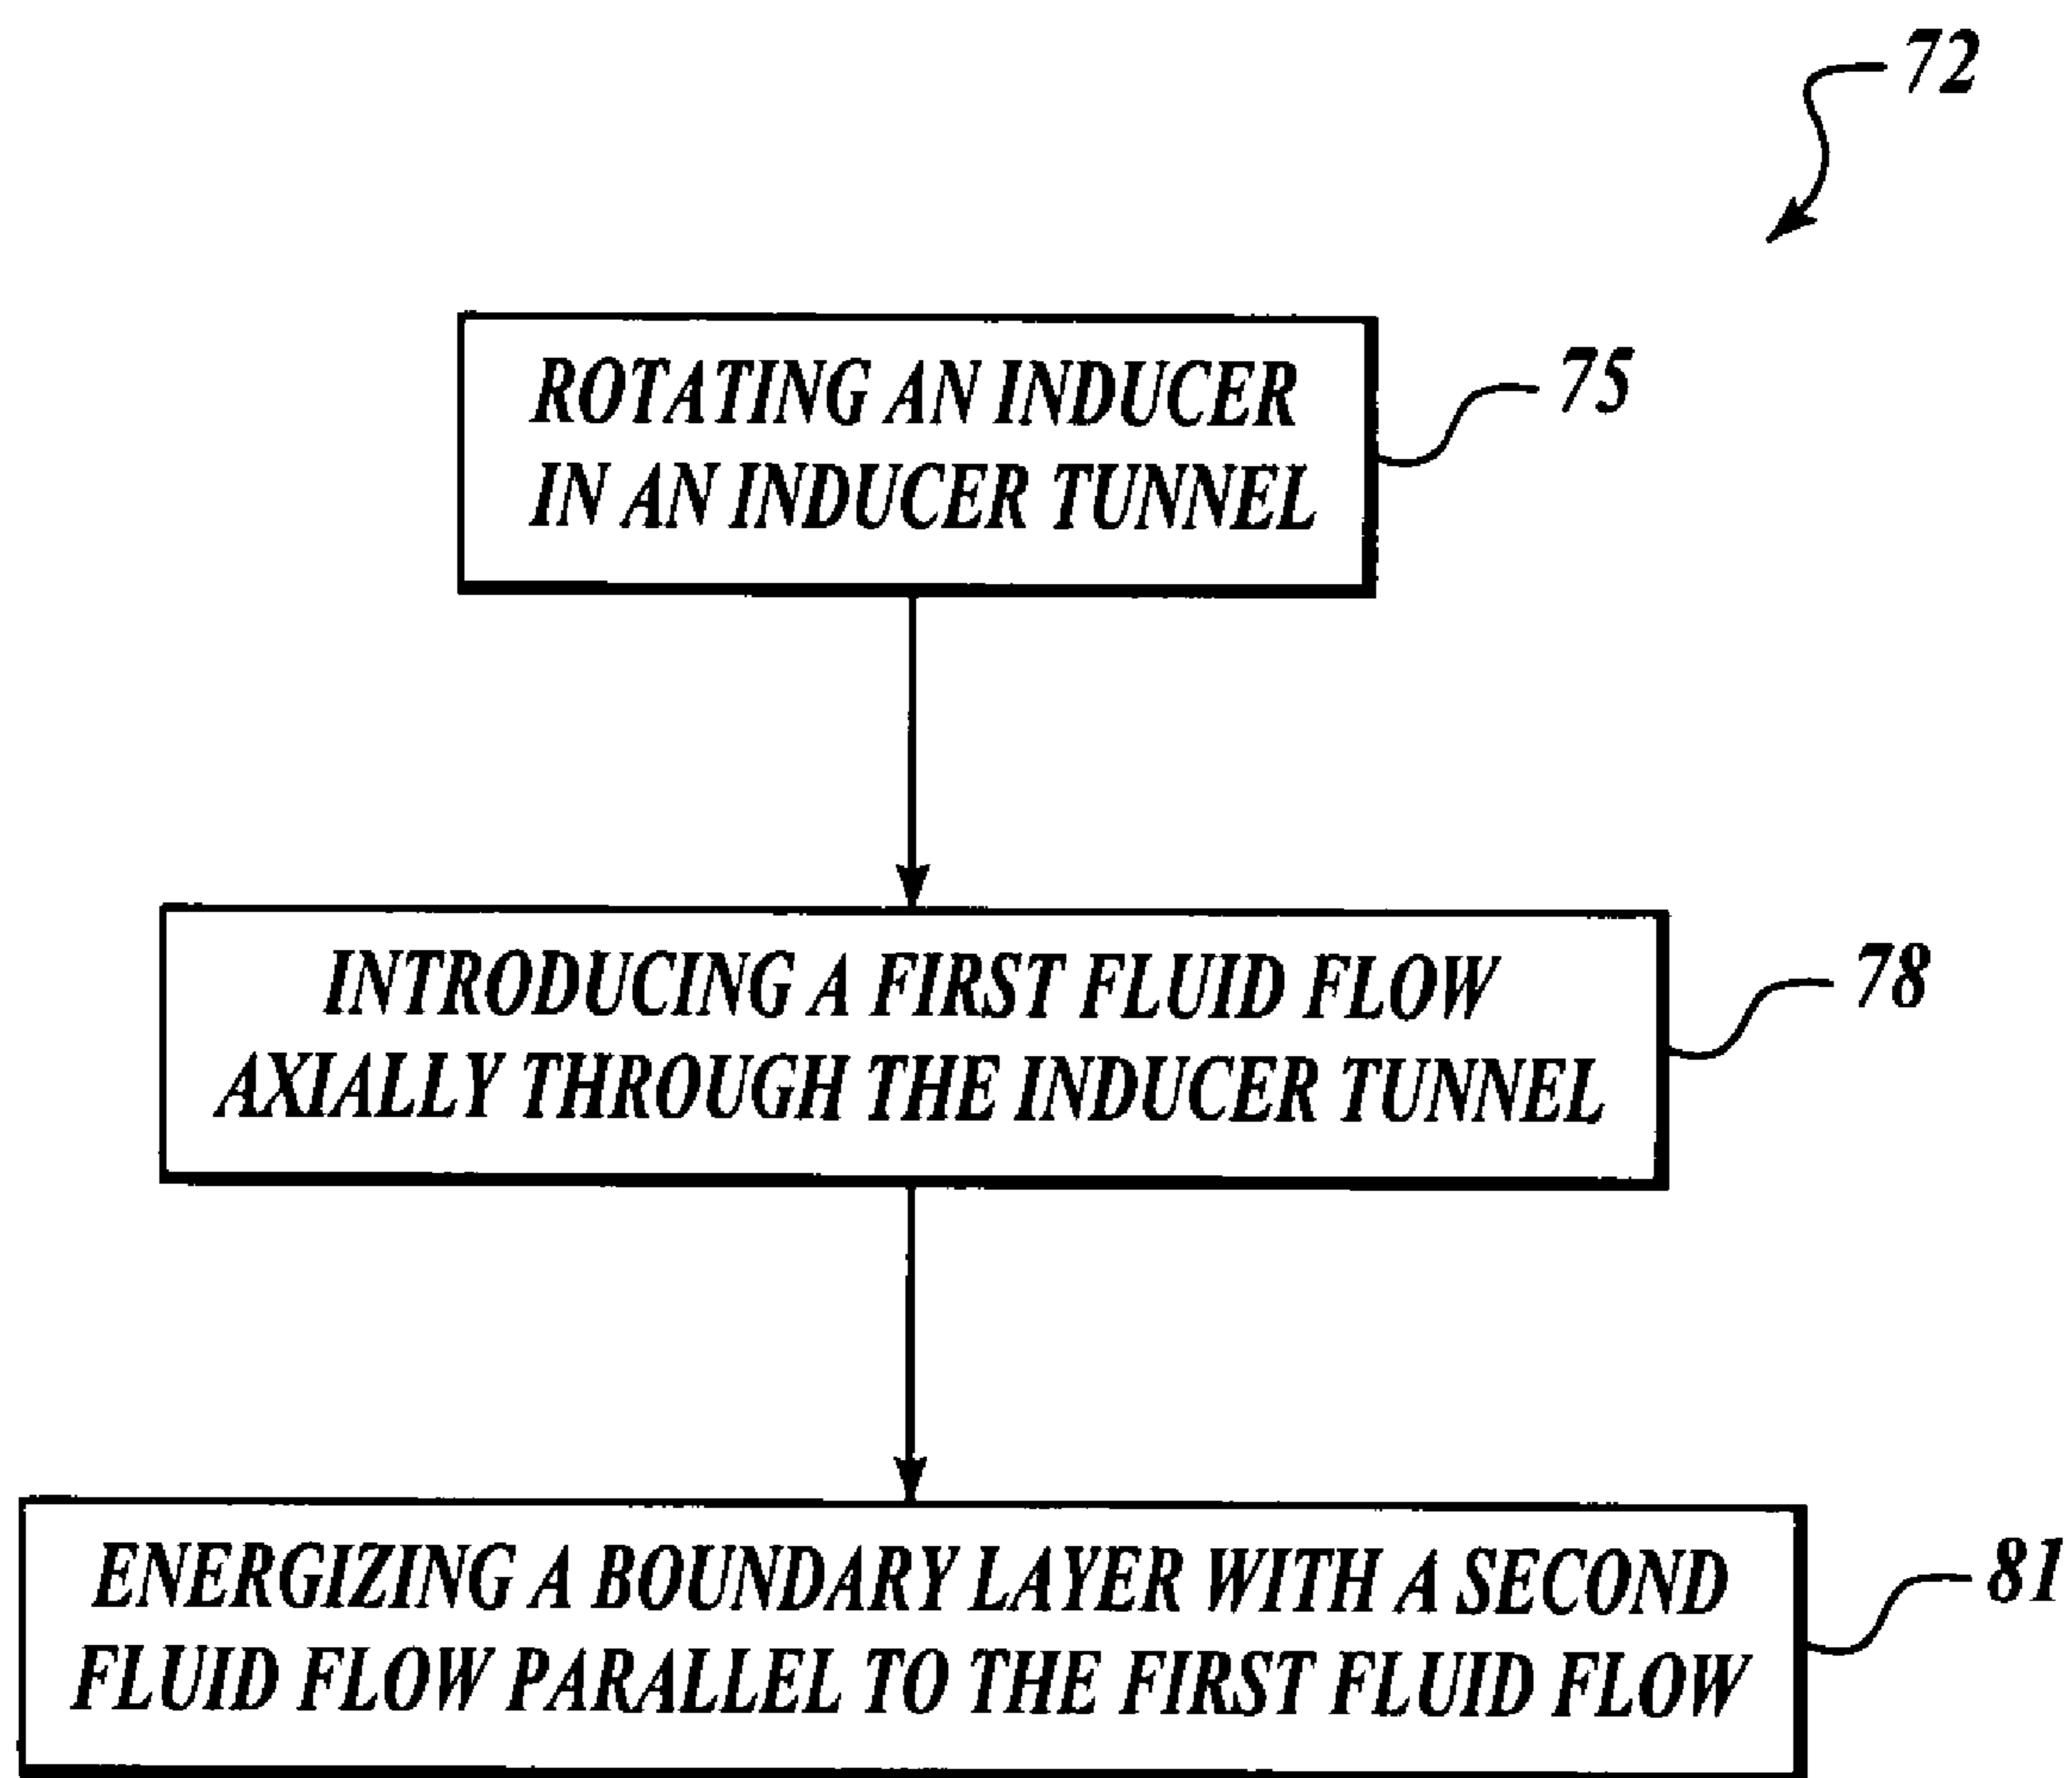 72
ROTATING AN INDUCER
IN AN INDUCER TUNNEL
75
INTRODUCING A FIRST FLUID FLOW
AXIALLY THROUGH THE INDUCER TUNNEL
78
ENERGIZING A BOUNDARY LAYER WITH A SECOND
FLUID FLOW PARALLEL TO THE FIRST FLUID FLOW
81